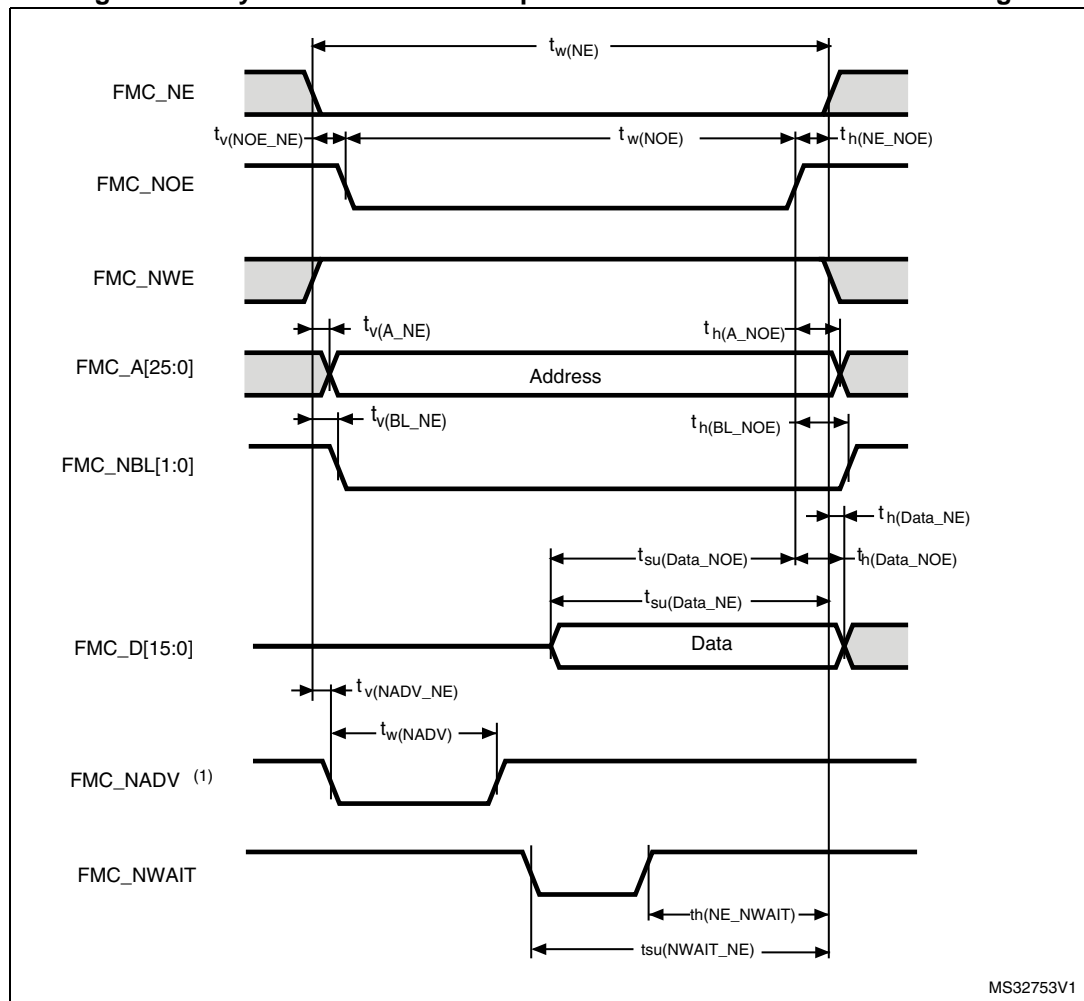 tw(NE)
FMC_NE
tv(NOE_NE)
tw(NOE)
th(NE_NOE)
FMC_NOE
FMC_NWE
tv(A_NE)
th(A_NOE)
FMC_A[25:0]
Address
tv(BL_NE)
th(BL_NOE)
FMC_NBL[1:0]
th(Data_NE)
tsu(Data_NOE)
th(Data_NOE)
tsu(Data_NE)
FMC_D[15:0]
Data
tv(NADV_NE)
tw(NADV)
FMC_NADV (1)
FMC_NWAIT
th(NE_NWAIT)
tsu(NWAIT_NE)
MS32753V1